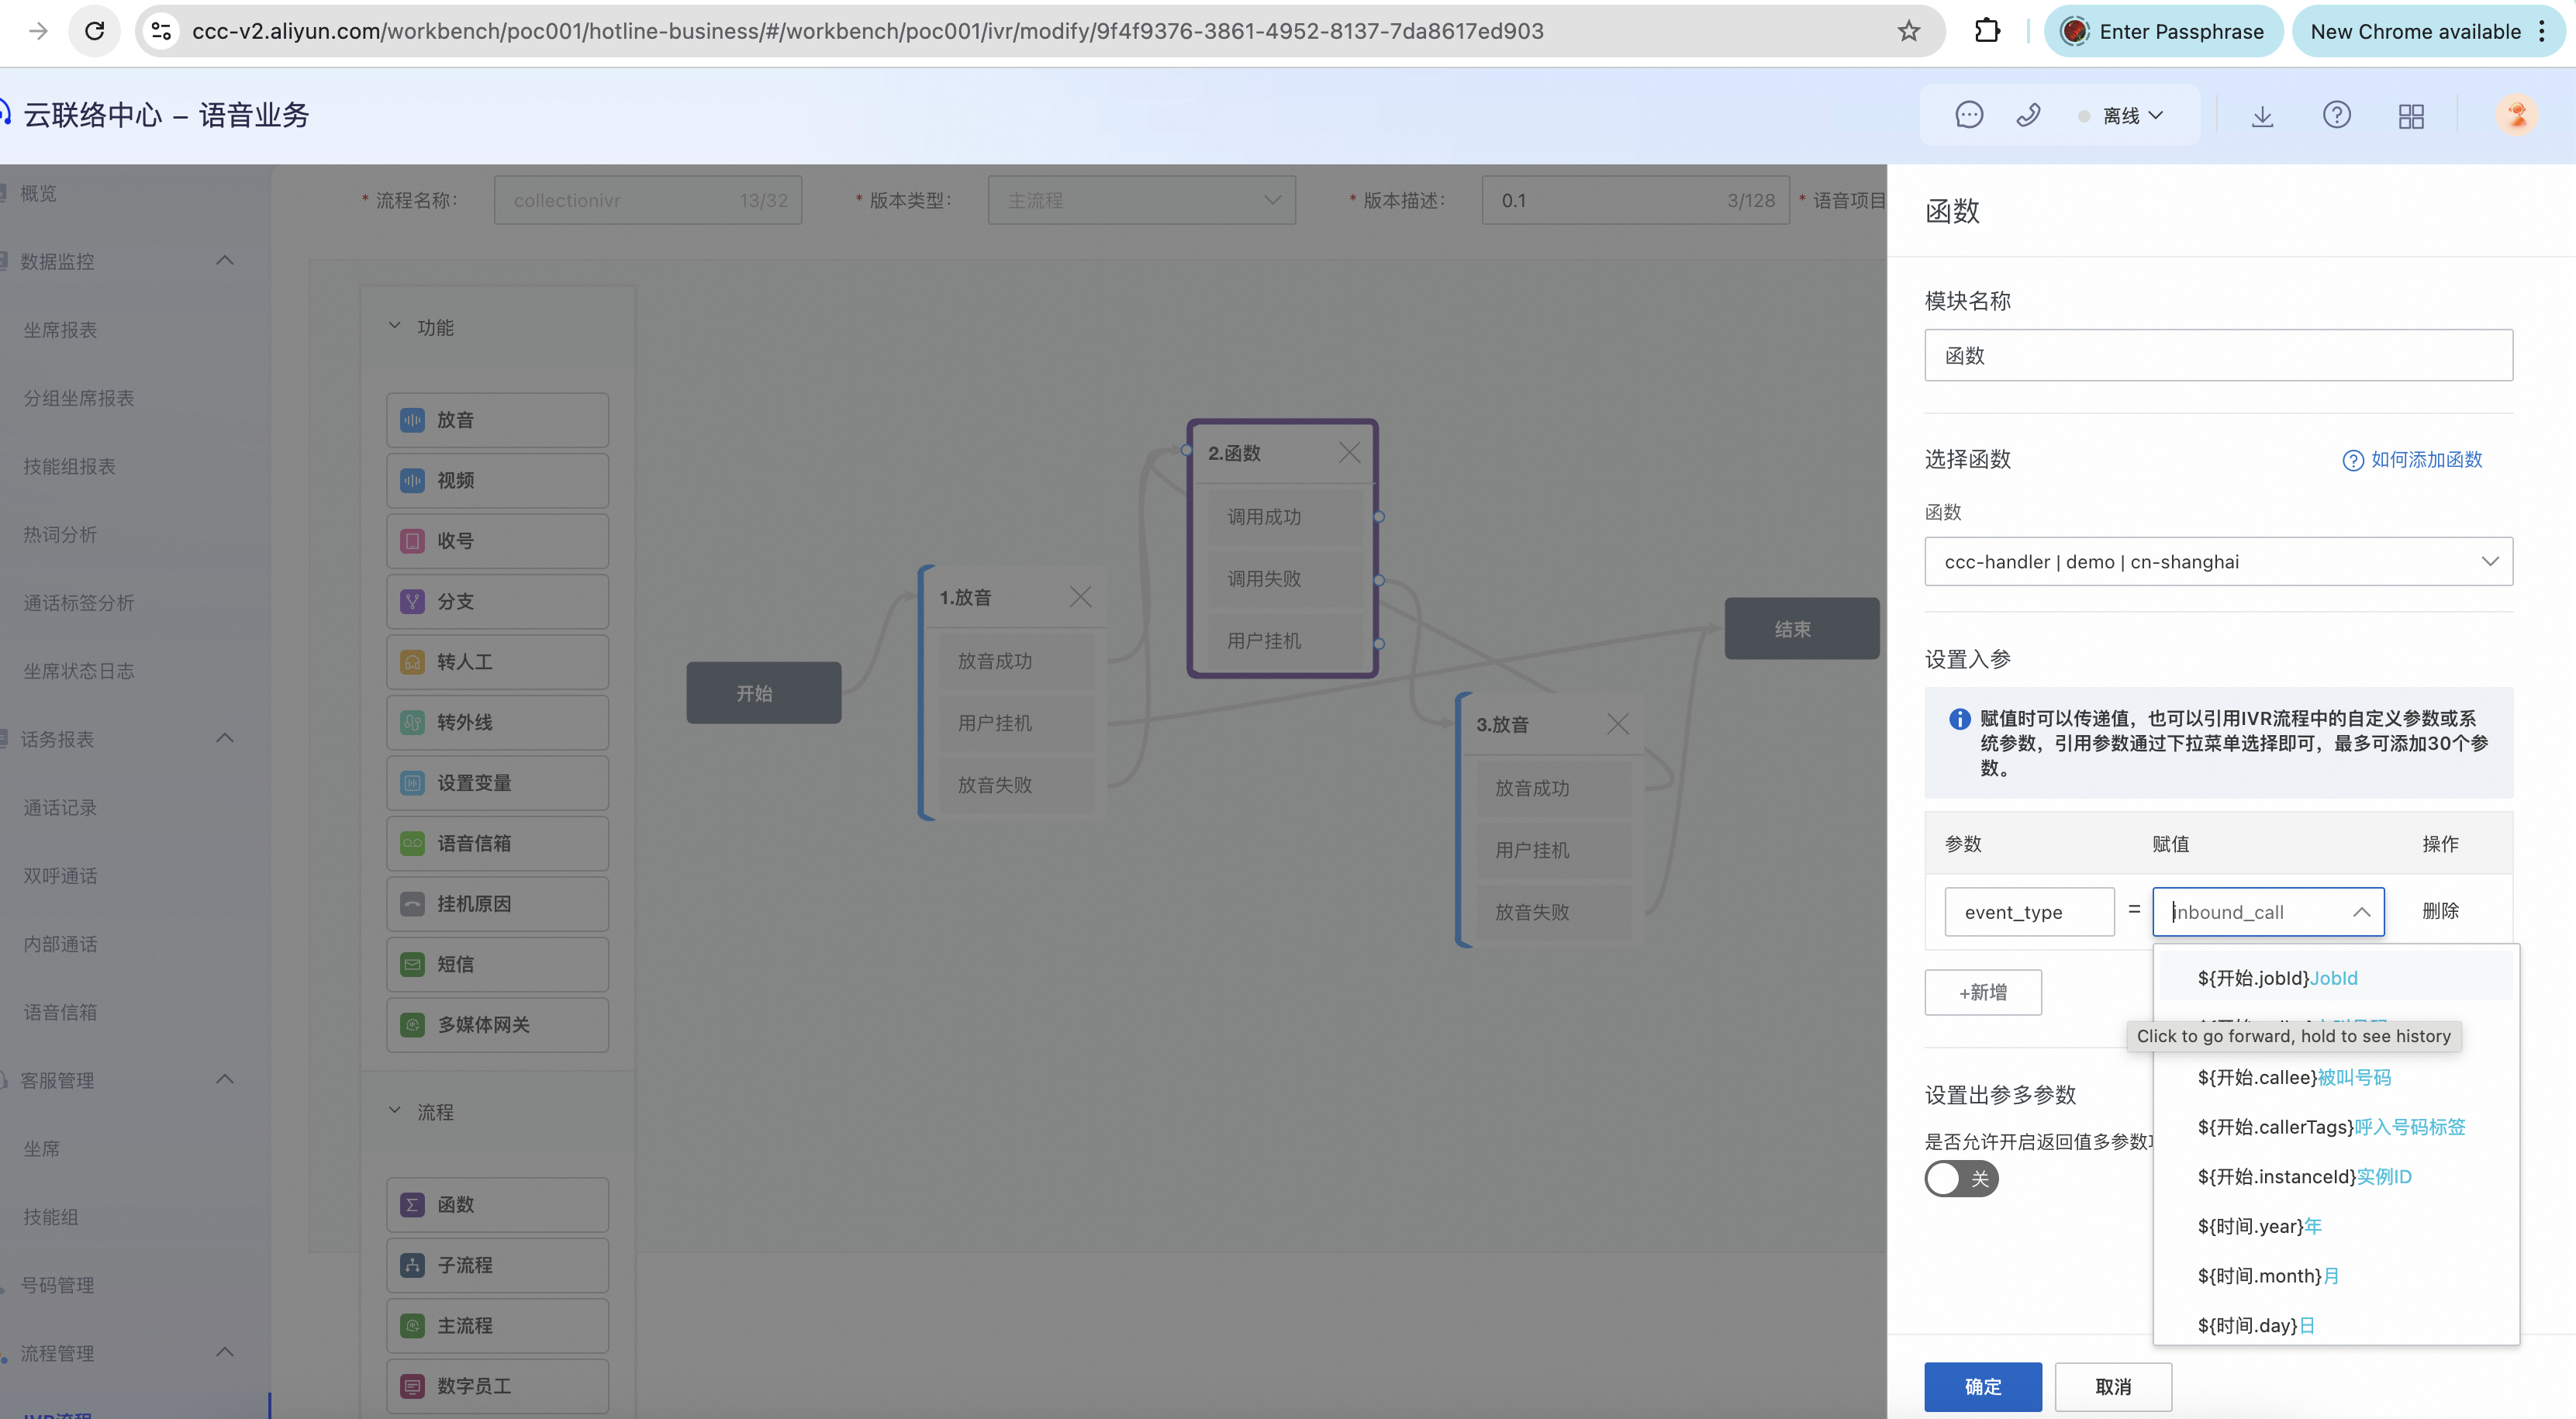 ccc-v2.aliyun.com/workbench/poc001/hotline-business/#/workbench/poc001/ivr/modify/9f4f9376-3861-4952-8137-7da8617ed903
Enter Passphrase
New Chrome available
云联络中心 – 语音业务
离线
概览
数据监控
坐席报表
分组坐席报表
技能组报表
热词分析
通话标签分析
坐席状态日志
话务报表
通话记录
双呼通话
内部通话
语音信箱
客服管理
坐席
技能组
号码管理
流程管理
IVR流程
* 流程名称:
collectionivr
13/32
* 版本类型:
主流程
* 版本描述:
0.1
3/128
* 语音项目
功能
放音
视频
收号
分支
转人工
转外线
设置变量
语音信箱
挂机原因
短信
多媒体网关
流程
函数
子流程
主流程
数字员工
开始
1.放音
放音成功
用户挂机
放音失败
2.函数
调用成功
调用失败
用户挂机
3.放音
放音成功
用户挂机
放音失败
结束
函数
模块名称
函数
选择函数
如何添加函数
函数
ccc-handler | demo | cn-shanghai
设置入参
赋值时可以传递值，也可以引用IVR流程中的自定义参数或系
统参数，引用参数通过下拉菜单选择即可，最多可添加30个参
数。
参数
赋值
操作
event_type
=
inbound_call
删除
+新增
${开始.jobId}JobId
Click to go forward, hold to see history
${开始.callee}被叫号码
${开始.callerTags}呼入号码标签
${开始.instanceId}实例ID
${时间.year}年
${时间.month}月
${时间.day}日
设置出参多参数
是否允许开启返回值多参数
关
确定
取消